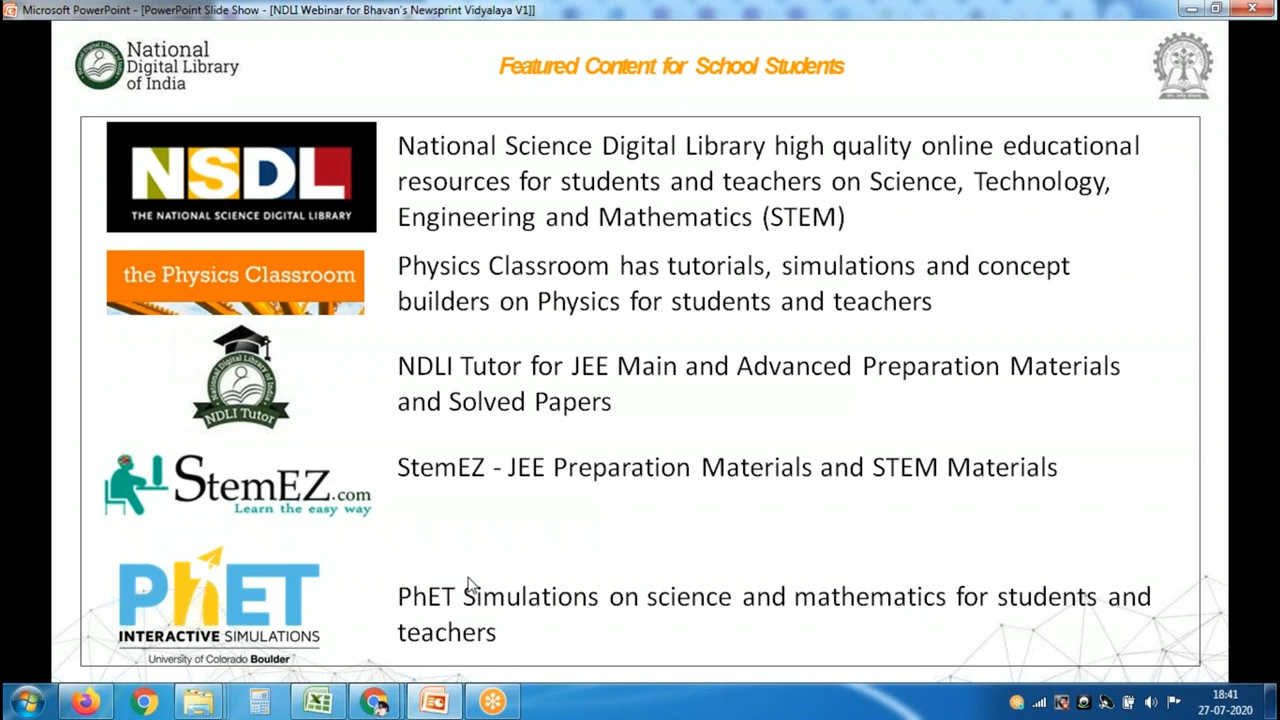 Microsoft PowerPoint - [PowerPoint Slide Show - [NDLI Webinar for Bhavan's Newsprint Vidyalaya V1]]
National
Digital Library
of India
Featured Content for School Students
NSDL
THE NATIONAL SCIENCE DIGITAL LIBRARY
National Science Digital Library high quality online educational
resources for students and teachers on Science, Technology,
Engineering and Mathematics (STEM)
the Physics Classroom
Physics Classroom has tutorials, simulations and concept
builders on Physics for students and teachers
National Digital Library of India
NDLI Tutor
NDLI Tutor for JEE Main and Advanced Preparation Materials
and Solved Papers
StemEZ.com
Learn the easy way
StemEZ - JEE Preparation Materials and STEM Materials
PhET
INTERACTIVE SIMULATIONS
University of Colorado Boulder
PhET Simulations on science and mathematics for students and
teachers
18:41
27-07-2020